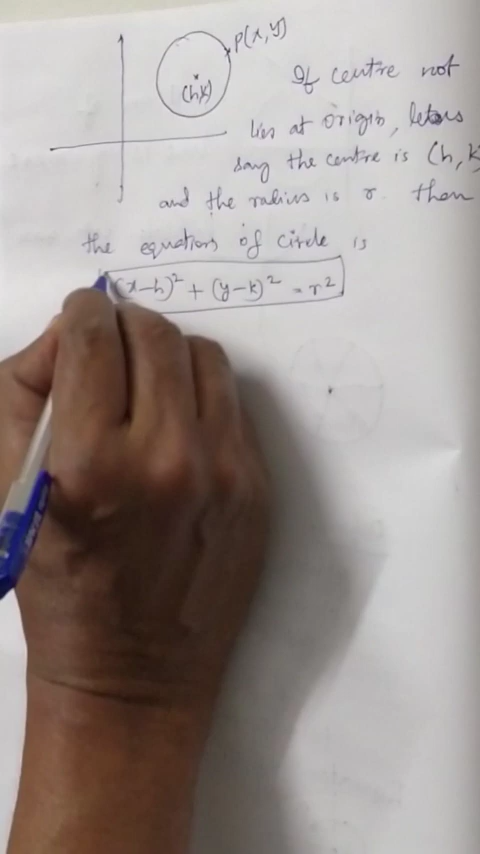 P(x,y)
(h,k)
If centre not
lies at origin, lets us
say the centre is (h, k)
and the radius is r. then
the equation of circle is
(x-h)² + (y-k)² = r²